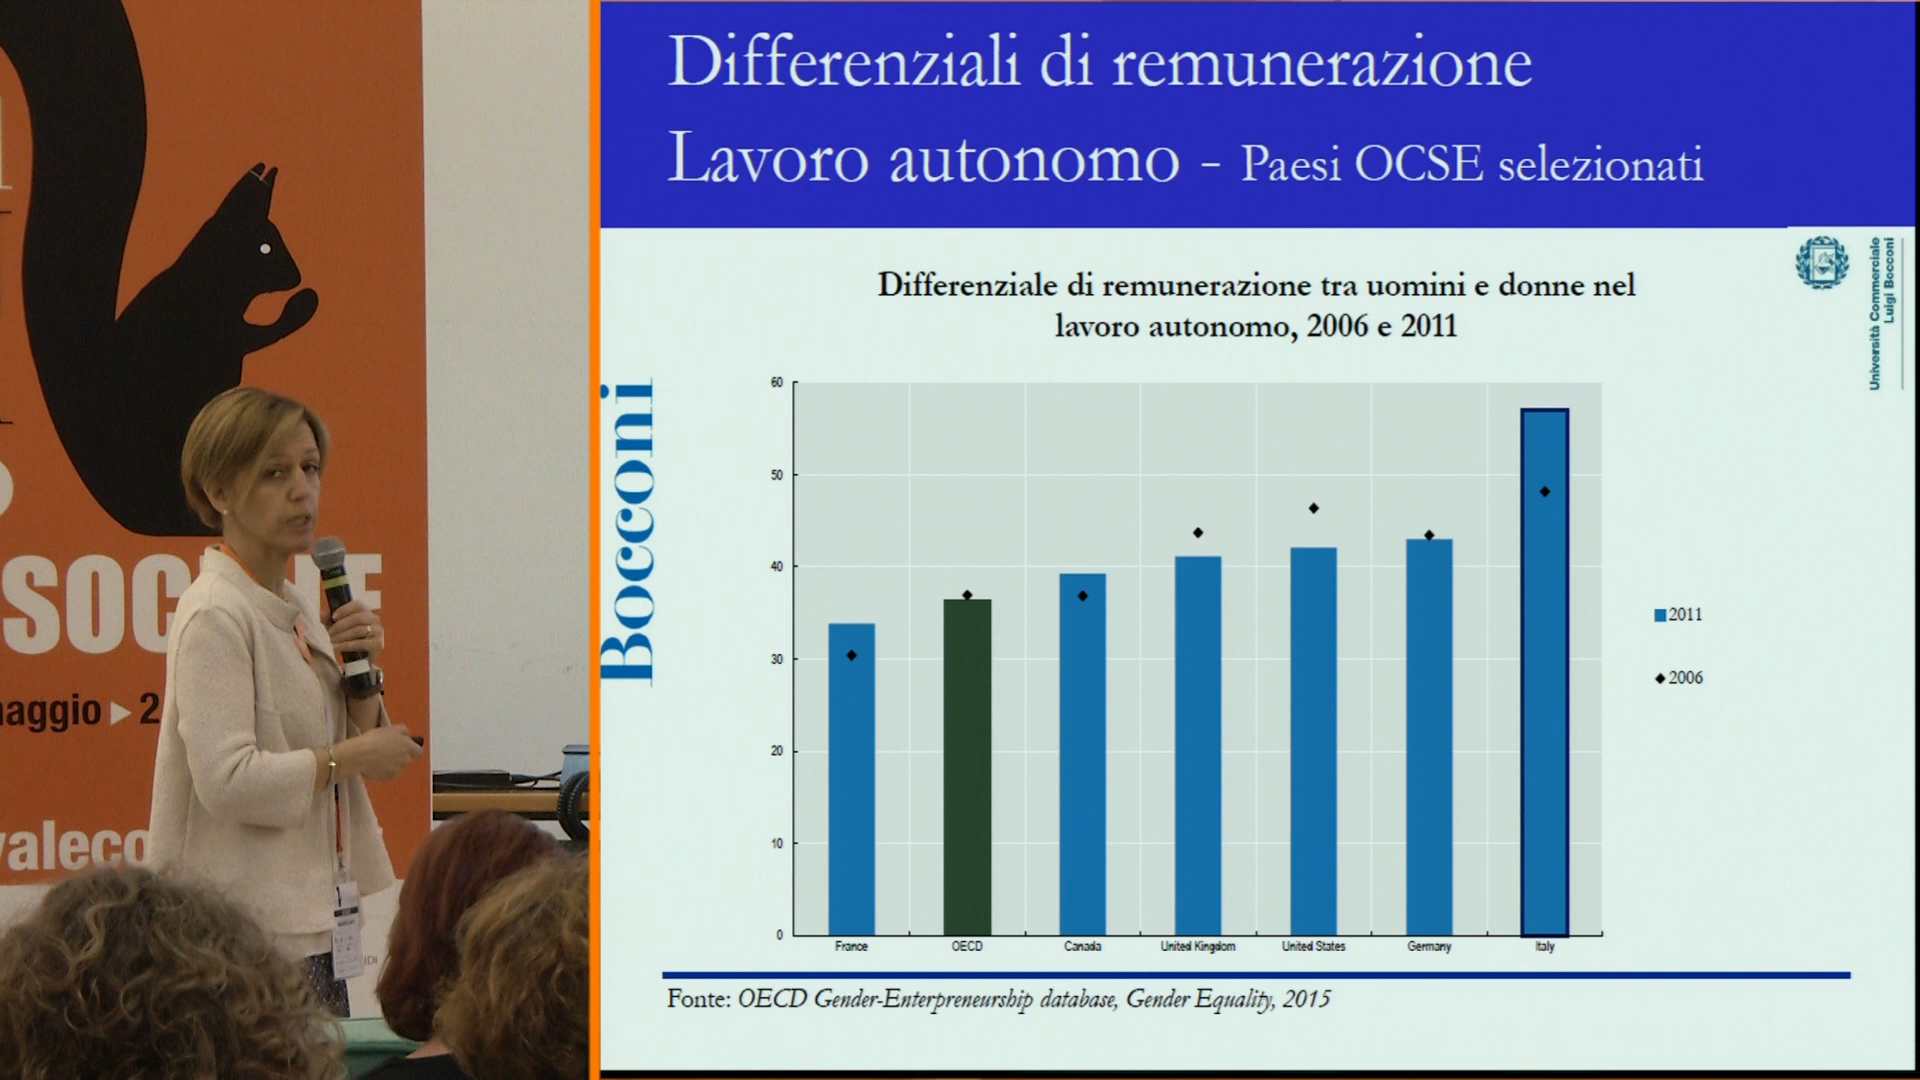 SOC
E
maggio ▸ 2
valeco
Differenziali di remunerazione
Lavoro autonomo - Paesi OCSE selezionati
Università Commerciale
Luigi Bocconi
Bocconi
Differenziale di remunerazione tra uomini e donne nel
lavoro autonomo, 2006 e 2011
60
50
40
30
20
10
0
France OECD Canada United Kingdom United States Germany Italy
2011
2006
Fonte: OECD Gender-Enterpreneurship database, Gender Equality, 2015